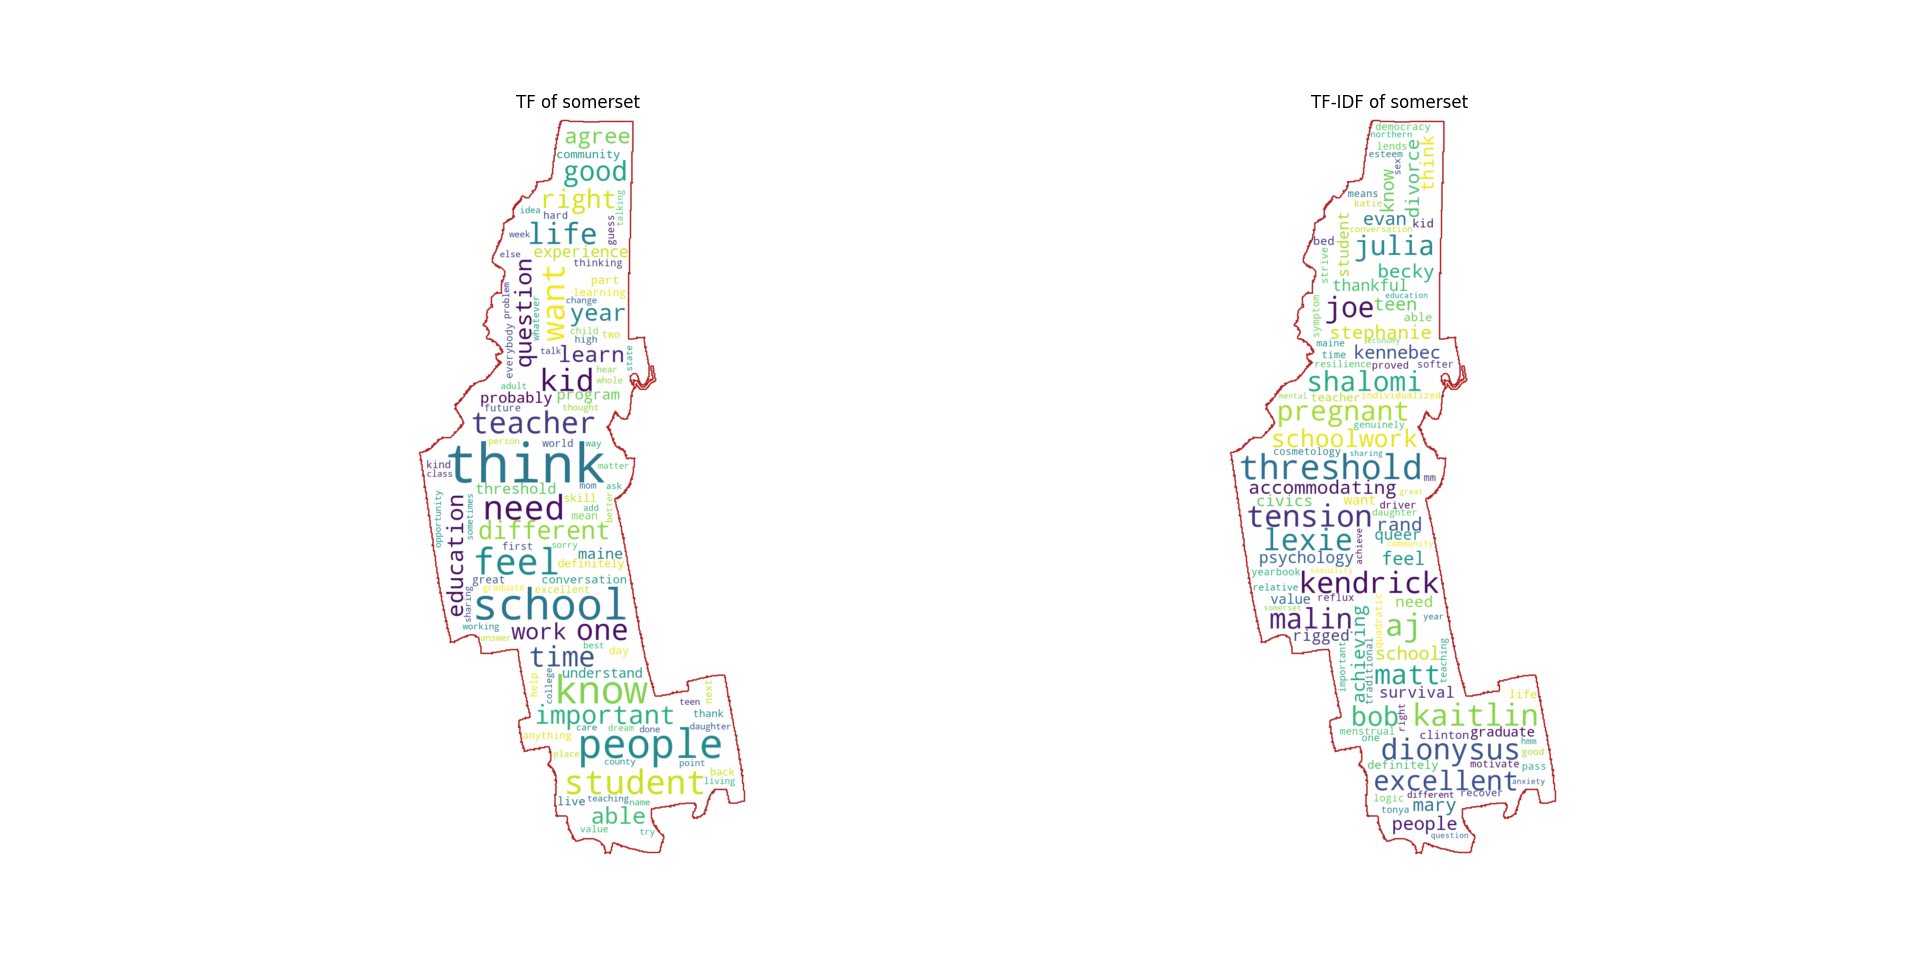 TF of somerset
agree
community
good
right
talking
idea
hard
guess
life
week
experience
else
thinking
want
question
part
learning
change
problem
whatever
year
child two
high
everybody
talk
learn
state
hear
kid
whole
adult
probably
program
future
thought
teacher
person
world
way
think
kind
matter
class
threshold
mom
ask
opportunity
education
sometimes
skill
better
need
add
mean
different
first
sorry
feel
maine
definitely
great
conversation
graduate
excellent
sharing
school
working
work
one
answer
best
day
time
help
college
understand
know
next
teen
important
thank
care
dream
done
daughter
anything
people
place
county
point
student
back
living
live
teaching
name
able
value
try
TF-IDF of somerset
democracy
northern
lends
esteem
sex
divorce
think
know
means
katie
evan
kid
student
conversation
bed
julia
strive
becky
thankful
education
symptom
joe
teen
able
stephanie
economy
maine
time
kennebec
resilience
proved
softer
shalomi
mental
teacher
individualized
pregnant
genuinely
schoolwork
cosmetology
sharing
threshold
mm
accommodating
great
civics
want
driver
tension
daughter
rand
queer
lexie
achieve
community
psychology
feel
yearbook
sexuality
kendrick
relative
value
reflux
need
somerset
quadratic
malin
achieving
aj
year
rigged
important
traditional
school
teaching
matt
survival
life
bob
right
kaitlin
menstrual
one
clinton
graduate
dionysus
hmm
good
definitely
motivate
pass
excellent
anxiety
logic
different
recover
tonya
mary
people
question